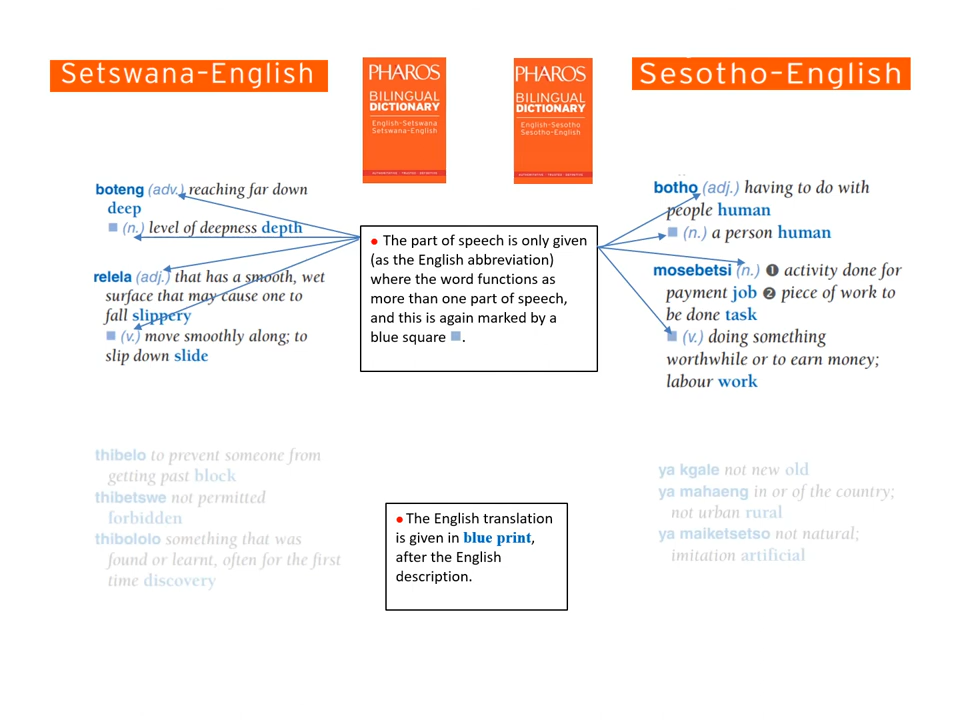 Setswana–English
PHAROS
BILINGUAL
DICTIONARY
English–Setswana
Setswana–English
AUTHORITATIVE · TRUSTED · DEFINITIVE
PHAROS
BILINGUAL
DICTIONARY
English–Sesotho
Sesotho–English
AUTHORITATIVE · TRUSTED · DEFINITIVE
Sesotho–English
boteng (adv.) reaching far down
deep
■ (n.) level of deepness depth
relela (adj.) that has a smooth, wet
surface that may cause one to
fall slippery
■ (v.) move smoothly along; to
slip down slide
● The part of speech is only given
(as the English abbreviation)
where the word functions as
more than one part of speech,
and this is again marked by a
blue square ■.
botho (adj.) having to do with
people human
■ (n.) a person human
mosebetsi (n.) ❶ activity done for
payment job ❷ piece of work to
be done task
■ (v.) doing something
worthwhile or to earn money;
labour work
thibelo to prevent someone from
getting past block
thibetswe not permitted
forbidden
thibololo something that was
found or learnt, often for the first
time discovery
● The English translation
is given in blue print,
after the English
description.
ya kgale not new old
ya mahaeng in or of the country;
not urban rural
ya maiketsetso not natural;
imitation artificial